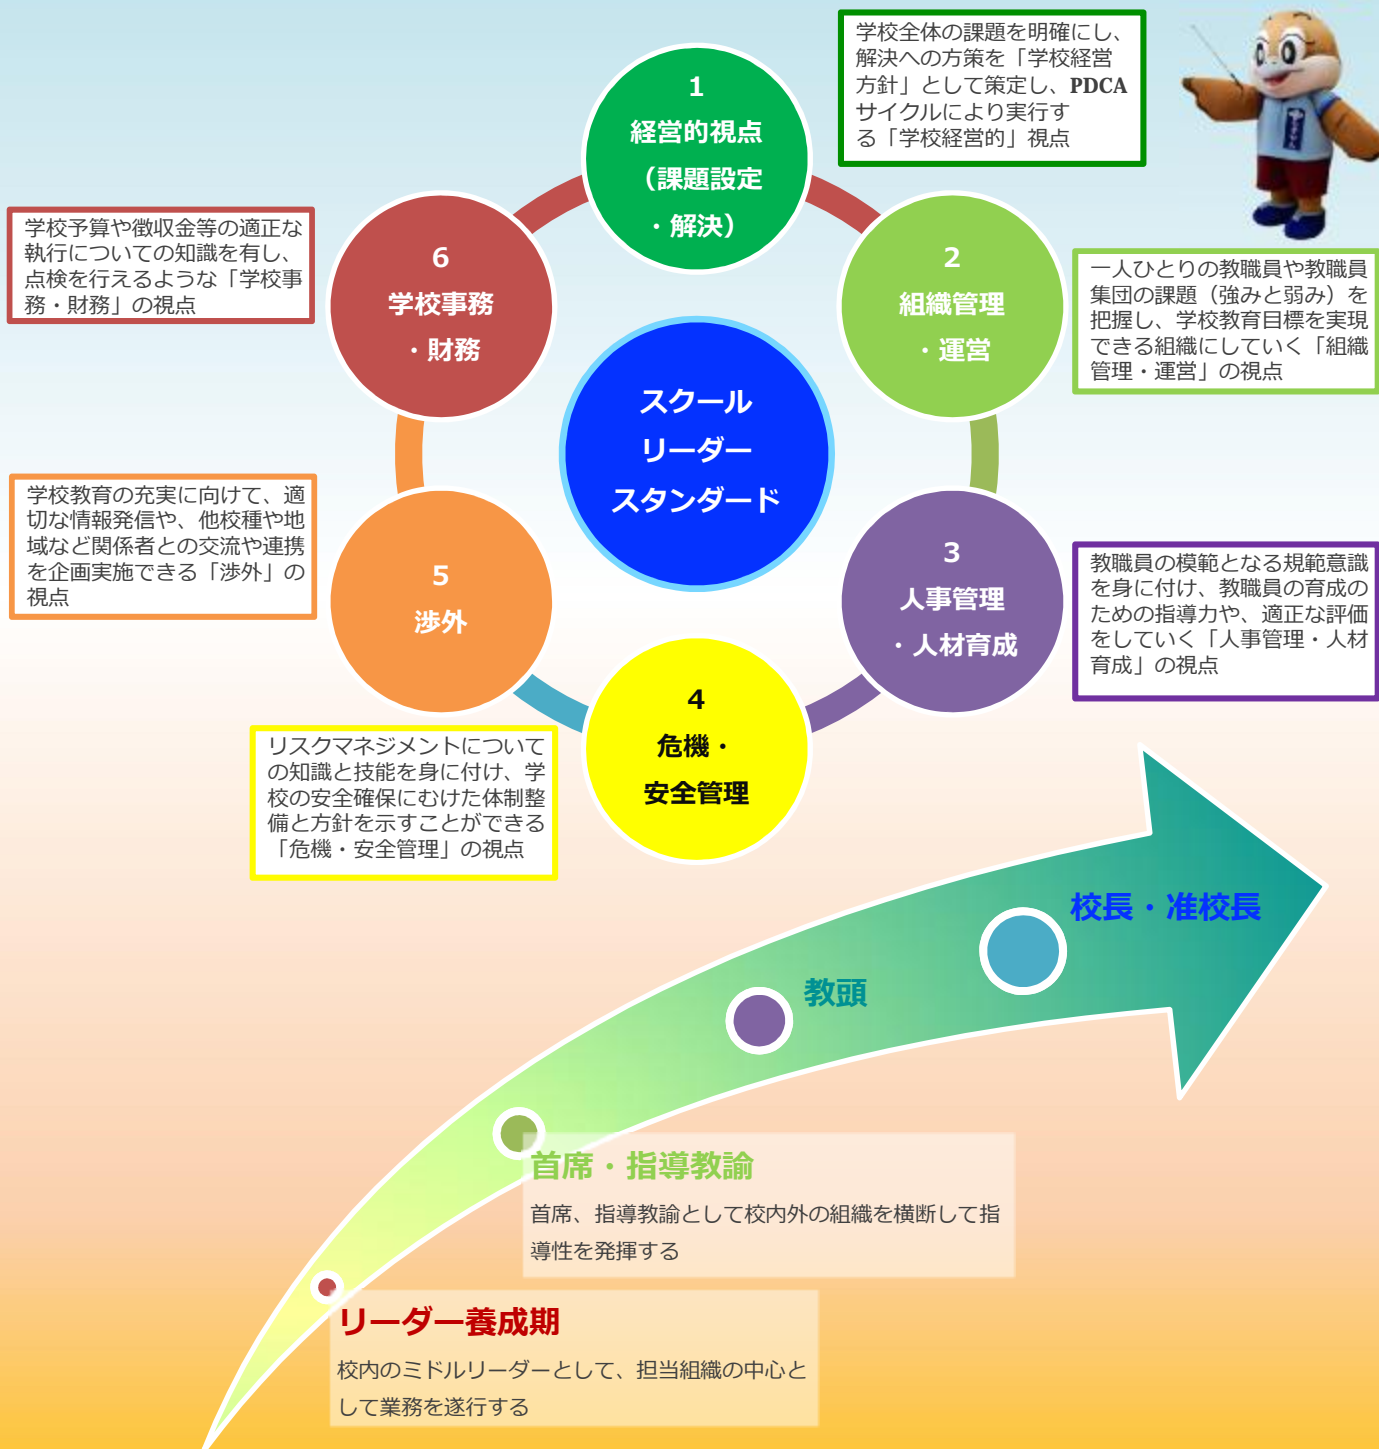 1
経営的視点
（課題設定
・解決）
学校全体の課題を明確にし、
解決への方策を「学校経営
方針」として策定し、PDCA
サイクルにより実行す
る「学校経営的」視点
2
組織管理
・運営
一人ひとりの教職員や教職員
集団の課題（強みと弱み）を
把握し、学校教育目標を実現
できる組織にしていく「組織
管理・運営」の視点
6
学校事務
・財務
学校予算や徴収金等の適正な
執行についての知識を有し、
点検を行えるような「学校事
務・財務」の視点
スクール
リーダー
スタンダード
5
渉外
学校教育の充実に向けて、適
切な情報発信や、他校種や地
域など関係者との交流や連携
を企画実施できる「渉外」の
視点
3
人事管理
・人材育成
教職員の模範となる規範意識
を身に付け、教職員の育成の
ための指導力や、適正な評価
をしていく「人事管理・人材
育成」の視点
4
危機・
安全管理
リスクマネジメントについて
の知識と技能を身に付け、学
校の安全確保にむけた体制整
備と方針を示すことができる
「危機・安全管理」の視点
校長・准校長
教頭
首席・指導教諭
首席、指導教諭として校内外の組織を横断して指
導性を発揮する
リーダー養成期
校内のミドルリーダーとして、担当組織の中心と
して業務を遂行する